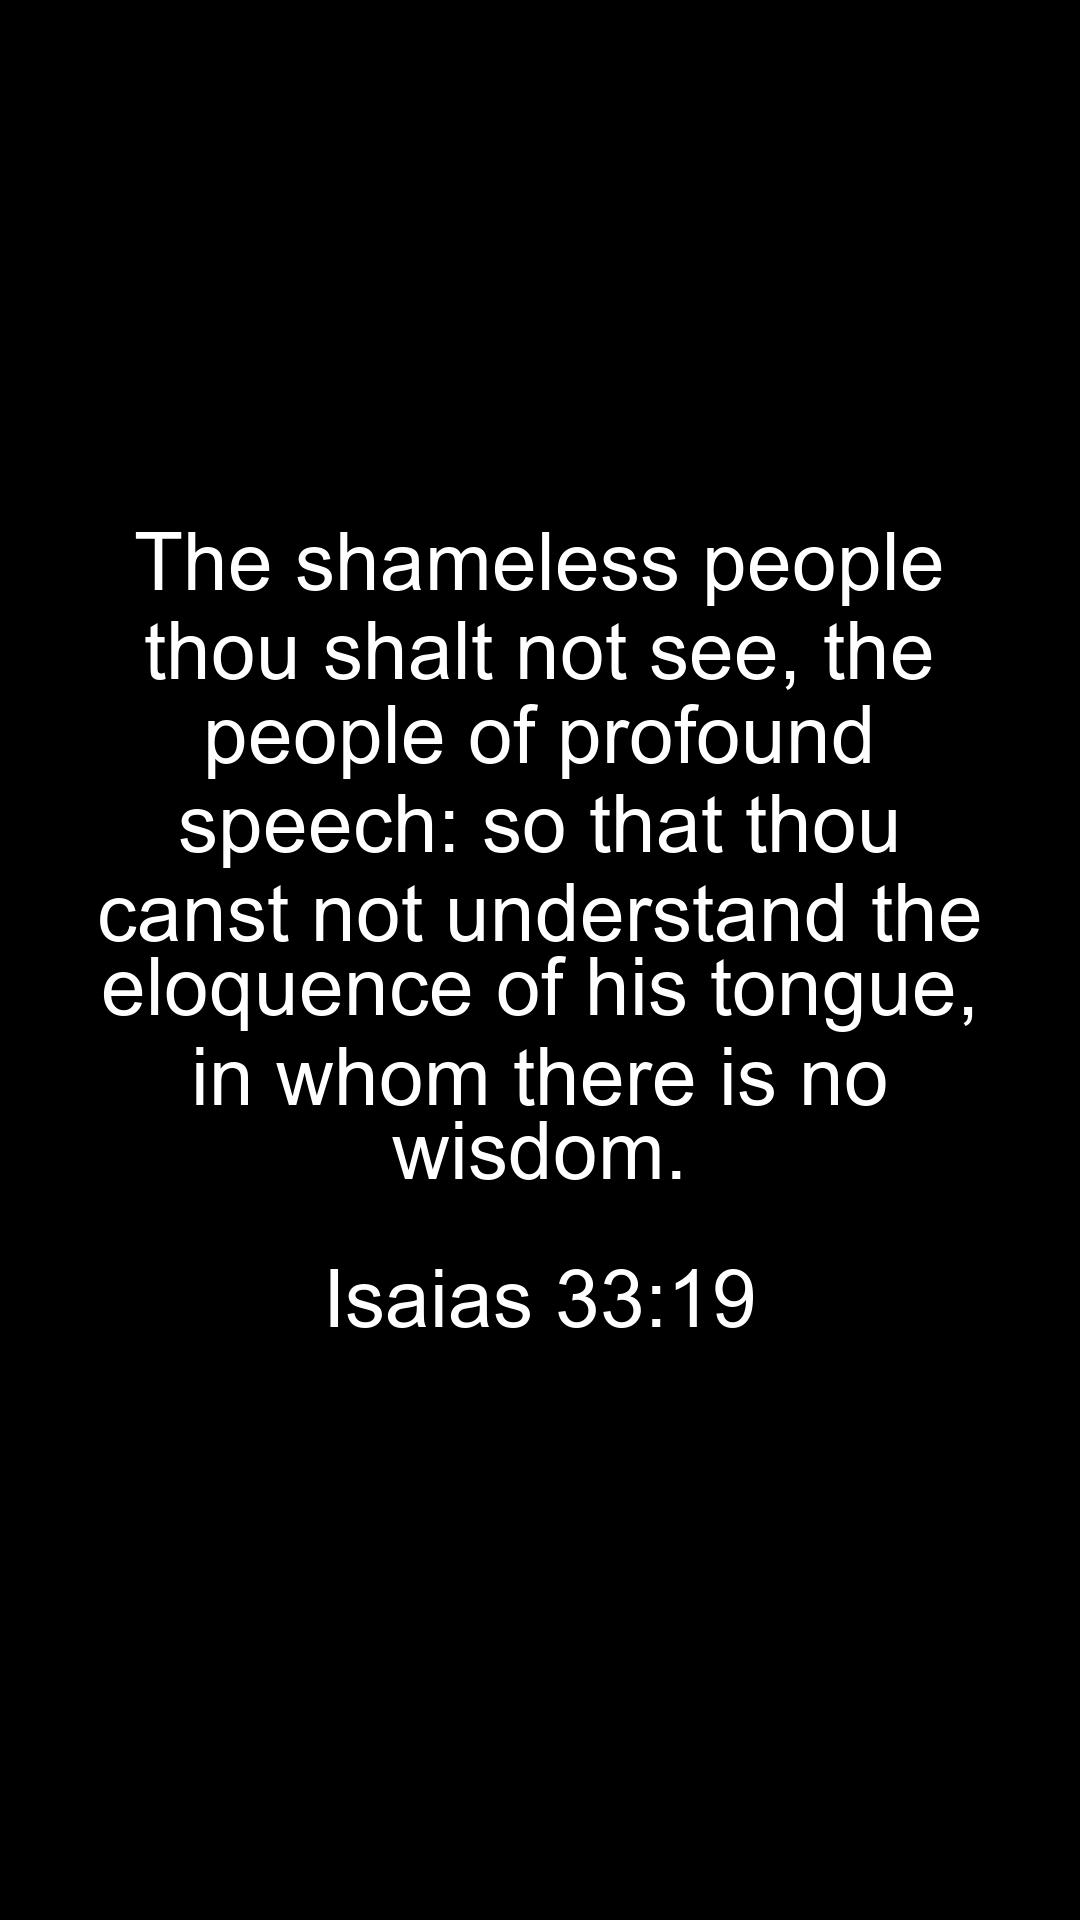 The shameless people
thou shalt not see, the
people of profound
speech: so that thou
canst not understand the
eloquence of his tongue,
in whom there is no
wisdom.
Isaias 33:19